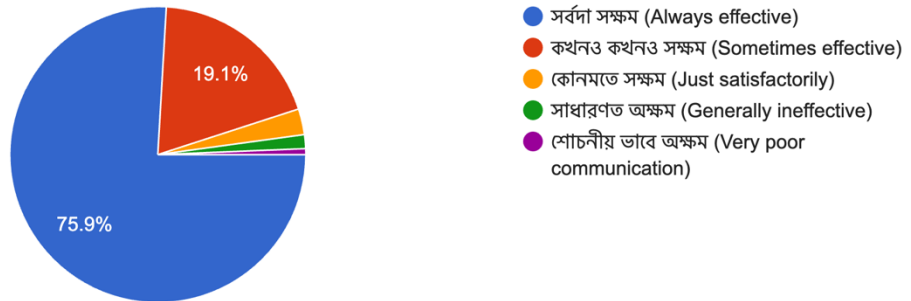 সর্বদা সক্ষম (Always effective)
কখনও কখনও সক্ষম (Sometimes effective)
কোনমতে সক্ষম (Just satisfactorily)
সাধারণত অক্ষম (Generally ineffective)
শোচনীয় ভাবে অক্ষম (Very poor
communication)
19.1%
75.9%